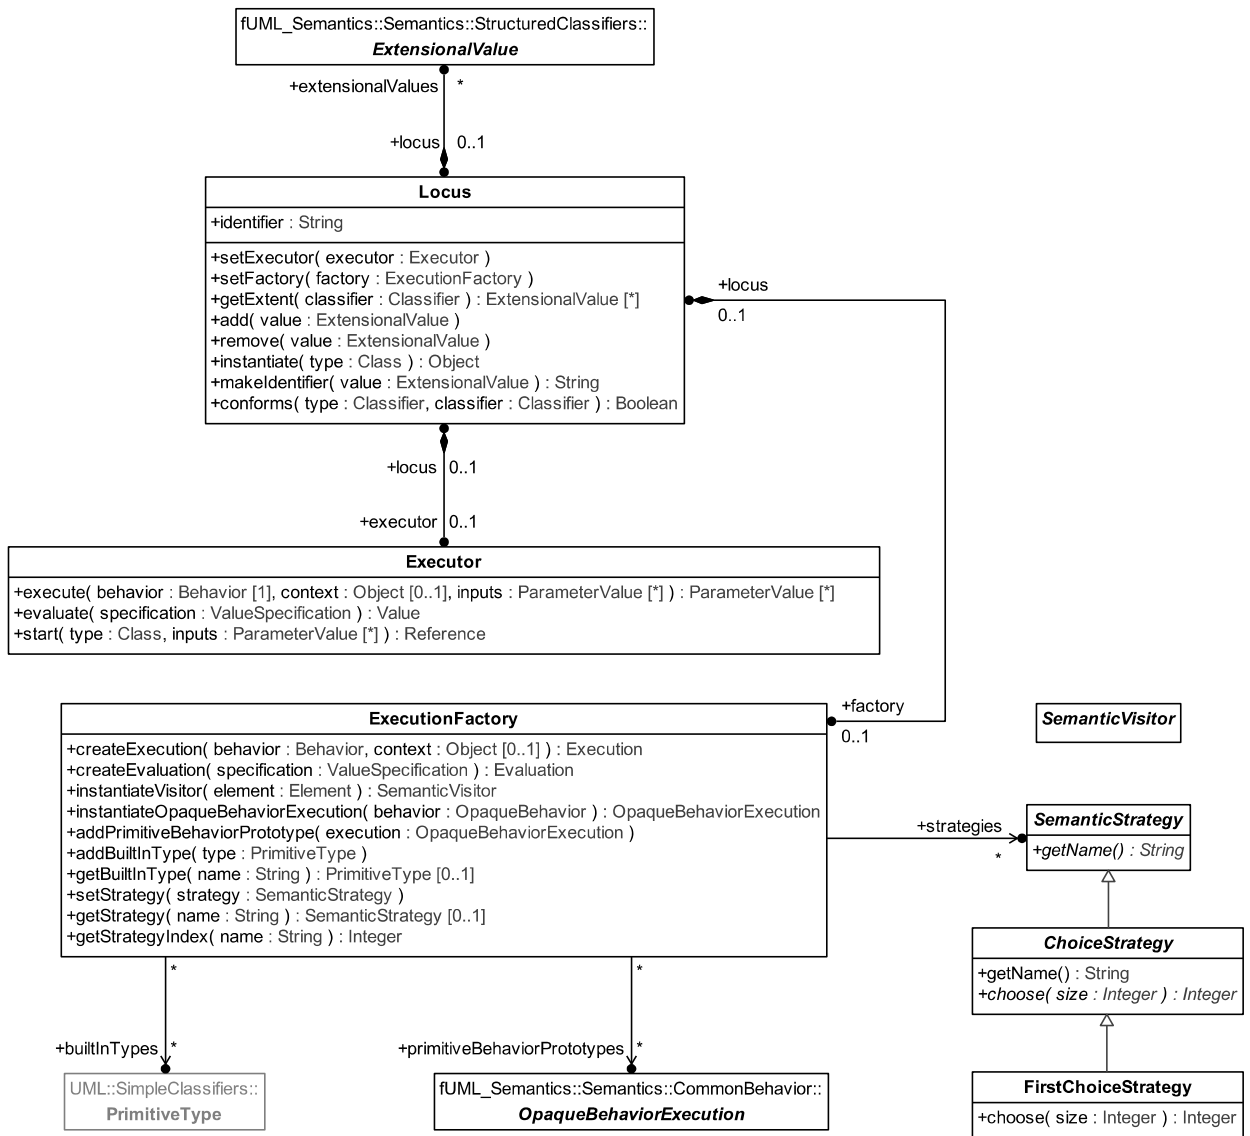 fUML_Semantics::Semantics::StructuredClassifiers::
ExtensionalValue
+extensionalValues *
+locus 0..1
Locus
+identifier : String
+setExecutor( executor : Executor )
+setFactory( factory : ExecutionFactory )
+getExtent( classifier : Classifier ) : ExtensionalValue [*]
+add( value : ExtensionalValue )
+remove( value : ExtensionalValue )
+instantiate( type : Class ) : Object
+makeIdentifier( value : ExtensionalValue ) : String
+conforms( type : Classifier, classifier : Classifier ) : Boolean
+locus
0..1
+locus 0..1
+executor 0..1
Executor
+execute( behavior : Behavior [1], context : Object [0..1], inputs : ParameterValue [*] ) : ParameterValue [*]
+evaluate( specification : ValueSpecification ) : Value
+start( type : Class, inputs : ParameterValue [*] ) : Reference
+factory
0..1
ExecutionFactory
+createExecution( behavior : Behavior, context : Object [0..1] ) : Execution
+createEvaluation( specification : ValueSpecification ) : Evaluation
+instantiateVisitor( element : Element ) : SemanticVisitor
+instantiateOpaqueBehaviorExecution( behavior : OpaqueBehavior ) : OpaqueBehaviorExecution
+addPrimitiveBehaviorPrototype( execution : OpaqueBehaviorExecution )
+addBuiltInType( type : PrimitiveType )
+getBuiltInType( name : String ) : PrimitiveType [0..1]
+setStrategy( strategy : SemanticStrategy )
+getStrategy( name : String ) : SemanticStrategy [0..1]
+getStrategyIndex( name : String ) : Integer
SemanticVisitor
+strategies
*
SemanticStrategy
+getName() : String
ChoiceStrategy
+getName() : String
+choose( size : Integer ) : Integer
FirstChoiceStrategy
+choose( size : Integer ) : Integer
*
+builtInTypes *
UML::SimpleClassifiers::
PrimitiveType
*
+primitiveBehaviorPrototypes *
fUML_Semantics::Semantics::CommonBehavior::
OpaqueBehaviorExecution